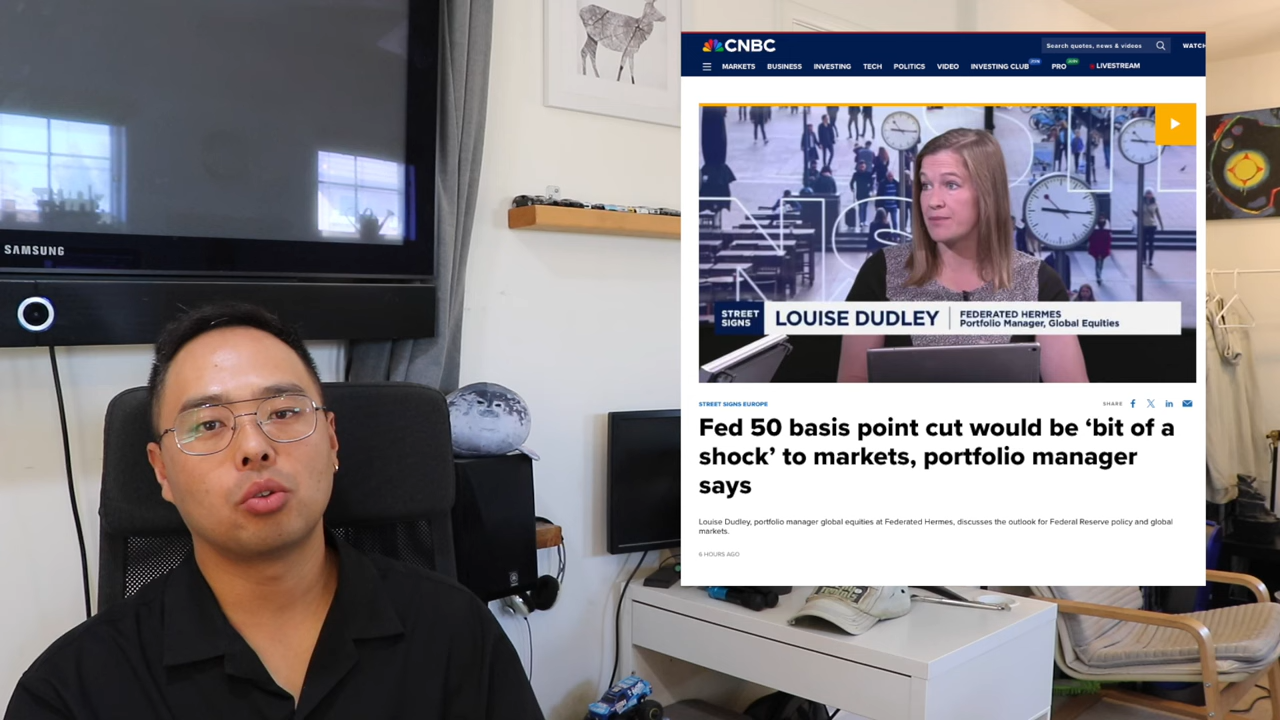 SAMSUNG
CNBC
Search quotes, news & videos
WATCH
MARKETS BUSINESS INVESTING TECH POLITICS VIDEO INVESTING CLUB PRO LIVESTREAM
STREET SIGNS
LOUISE DUDLEY
FEDERATED HERMES
Portfolio Manager, Global Equities
STREET SIGNS EUROPE
SHARE
Fed 50 basis point cut would be ‘bit of a
shock’ to markets, portfolio manager
says
Louise Dudley, portfolio manager global equities at Federated Hermes, discusses the outlook for Federal Reserve policy and global
markets.
6 HOURS AGO